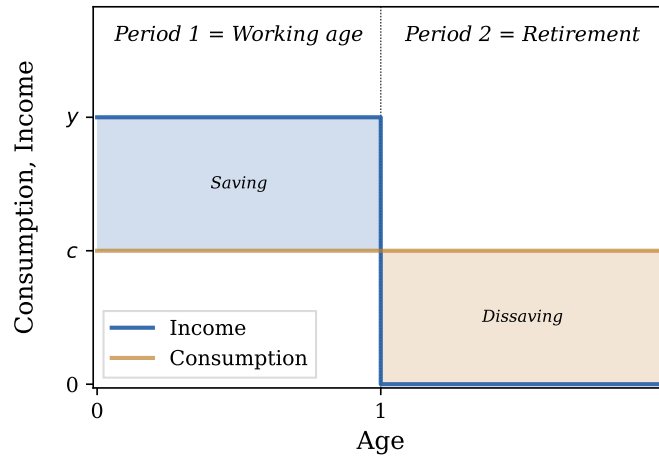 Period 1 = Working age
Period 2 = Retirement
Consumption, Income
y
Saving
c
Dissaving
Income
Consumption
0
0
1
Age